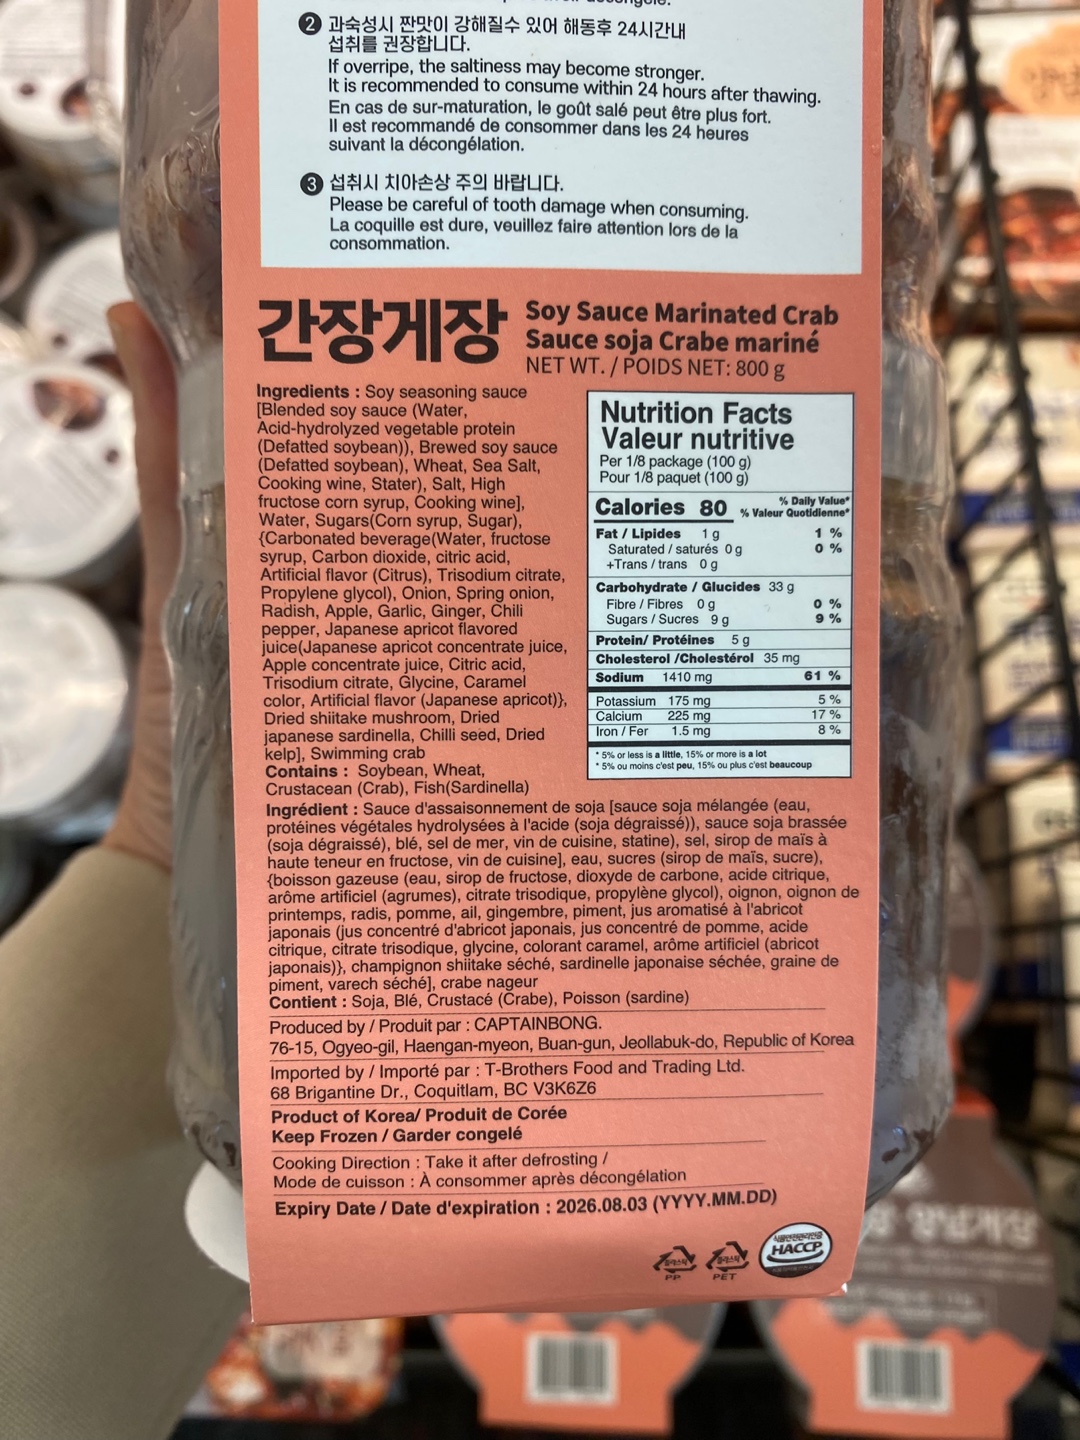 ② 과숙성시 짠맛이 강해질수 있어 해동후 24시간내
섭취를 권장합니다.
If overripe, the saltiness may become stronger.
It is recommended to consume within 24 hours after thawing.
En cas de sur-maturation, le goût salé peut être plus fort.
Il est recommandé de consommer dans les 24 heures
suivant la décongélation.
③ 섭취시 치아손상 주의 바랍니다.
Please be careful of tooth damage when consuming.
La coquille est dure, veuillez faire attention lors de la
consommation.
간장게장
Soy Sauce Marinated Crab
Sauce soja Crabe mariné
NET WT. / POIDS NET: 800 g
Ingredients : Soy seasoning sauce
[Blended soy sauce (Water,
Acid-hydrolyzed vegetable protein
(Defatted soybean)), Brewed soy sauce
(Defatted soybean), Wheat, Sea Salt,
Cooking wine, Stater), Salt, High
fructose corn syrup, Cooking wine],
Water, Sugars(Corn syrup, Sugar),
{Carbonated beverage(Water, fructose
syrup, Carbon dioxide, citric acid,
Artificial flavor (Citrus), Trisodium citrate,
Propylene glycol), Onion, Spring onion,
Radish, Apple, Garlic, Ginger, Chili
pepper, Japanese apricot flavored
juice(Japanese apricot concentrate juice,
Apple concentrate juice, Citric acid,
Trisodium citrate, Glycine, Caramel
color, Artificial flavor (Japanese apricot)},
Dried shiitake mushroom, Dried
japanese sardinella, Chilli seed, Dried
kelp], Swimming crab
Contains : Soybean, Wheat,
Crustacean (Crab), Fish(Sardinella)
Nutrition Facts
Valeur nutritive
Per 1/8 package (100 g)
Pour 1/8 paquet (100 g)
Calories 80
% Daily Value*
% Valeur Quotidienne*
Fat / Lipides 1 g 1 %
Saturated / saturés 0 g 0 %
+Trans / trans 0 g
Carbohydrate / Glucides 33 g
Fibre / Fibres 0 g 0 %
Sugars / Sucres 9 g 9 %
Protein/ Protéines 5 g
Cholesterol /Cholestérol 35 mg
Sodium 1410 mg 61 %
Potassium 175 mg 5 %
Calcium 225 mg 17 %
Iron / Fer 1.5 mg 8 %
* 5% or less is a little, 15% or more is a lot
* 5% ou moins c'est peu, 15% ou plus c'est beaucoup
Ingrédient : Sauce d'assaisonnement de soja [sauce soja mélangée (eau,
protéines végétales hydrolysées à l'acide (soja dégraissé)), sauce soja brassée
(soja dégraissé), blé, sel de mer, vin de cuisine, statine), sel, sirop de maïs à
haute teneur en fructose, vin de cuisine], eau, sucres (sirop de maïs, sucre),
{boisson gazeuse (eau, sirop de fructose, dioxyde de carbone, acide citrique,
arôme artificiel (agrumes), citrate trisodique, propylène glycol), oignon, oignon de
printemps, radis, pomme, ail, gingembre, piment, jus aromatisé à l'abricot
japonais (jus concentré d'abricot japonais, jus concentré de pomme, acide
citrique, citrate trisodique, glycine, colorant caramel, arôme artificiel (abricot
japonais)}, champignon shiitake séché, sardinelle japonaise séchée, graine de
piment, varech séché], crabe nageur
Contient : Soja, Blé, Crustacé (Crabe), Poisson (sardine)
Produced by / Produit par : CAPTAINBONG.
76-15, Ogyeo-gil, Haengan-myeon, Buan-gun, Jeollabuk-do, Republic of Korea
Imported by / Importé par : T-Brothers Food and Trading Ltd.
68 Brigantine Dr., Coquitlam, BC V3K6Z6
Product of Korea/ Produit de Corée
Keep Frozen / Garder congelé
Cooking Direction : Take it after defrosting /
Mode de cuisson : À consommer après décongélation
Expiry Date / Date d'expiration : 2026.08.03 (YYYY.MM.DD)
PP
PET
HACCP
양념게장